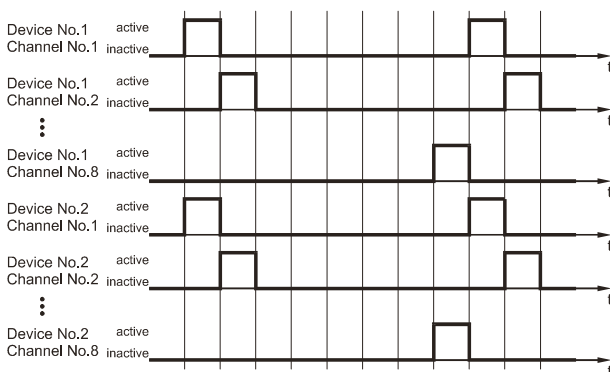 Device No.1 active
Channel No.1 inactive
t
Device No.1 active
Channel No.2 inactive
t
Device No.1 active
Channel No.8 inactive
t
Device No.2 active
Channel No.1 inactive
t
Device No.2 active
Channel No.2 inactive
t
Device No.2 active
Channel No.8 inactive
t